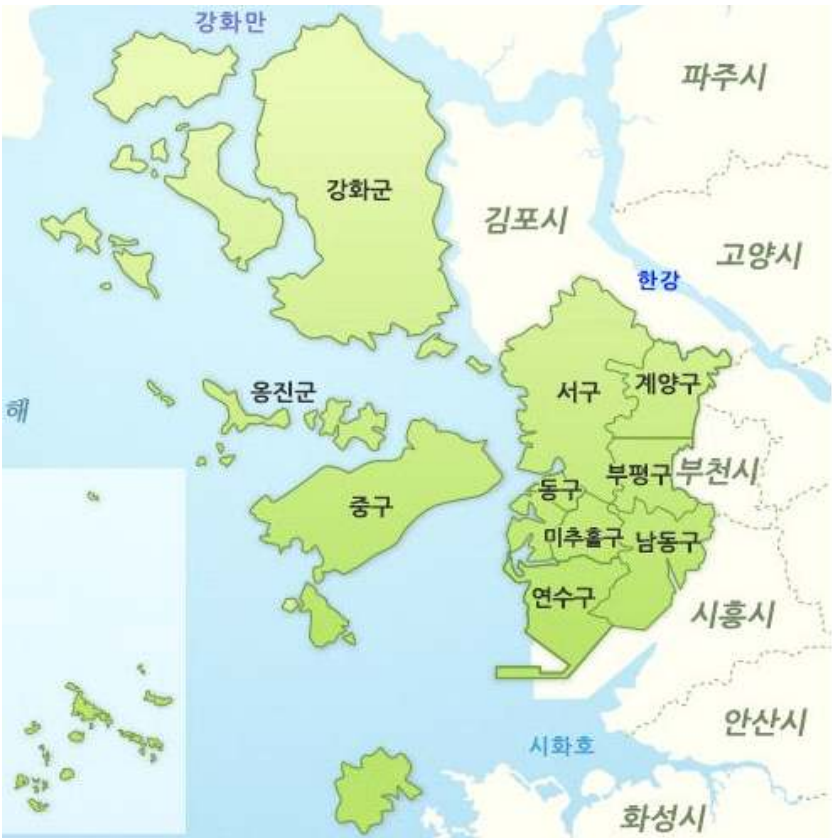 강화만
파주시
강화군
김포시
고양시
한강
옹진군
서구
계양구
해
부평구
부천시
동구
중구
미추홀구
남동구
연수구
시흥시
안산시
시화호
화성시